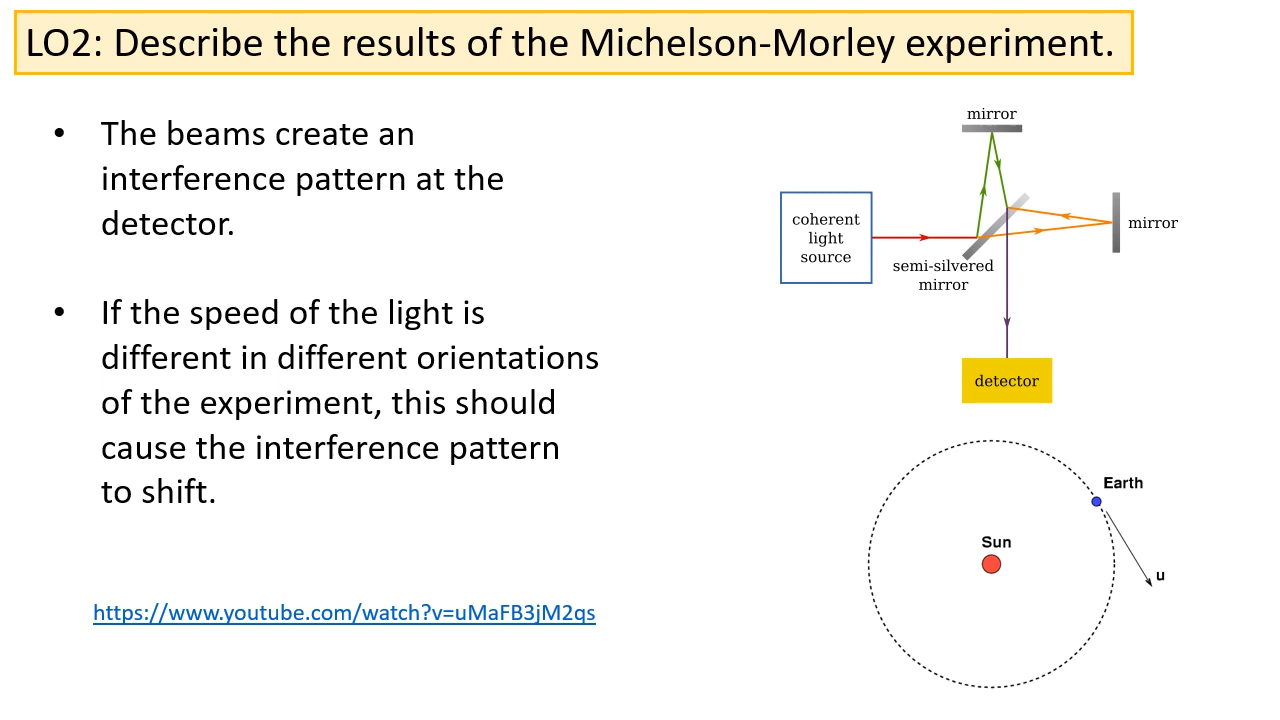 LO2: Describe the results of the Michelson-Morley experiment.
• The beams create an
interference pattern at the
detector.
• If the speed of the light is
different in different orientations
of the experiment, this should
cause the interference pattern
to shift.
https://www.youtube.com/watch?v=uMaFB3jM2qs
mirror
coherent
light
source
mirror
semi-silvered
mirror
detector
Earth
Sun
u